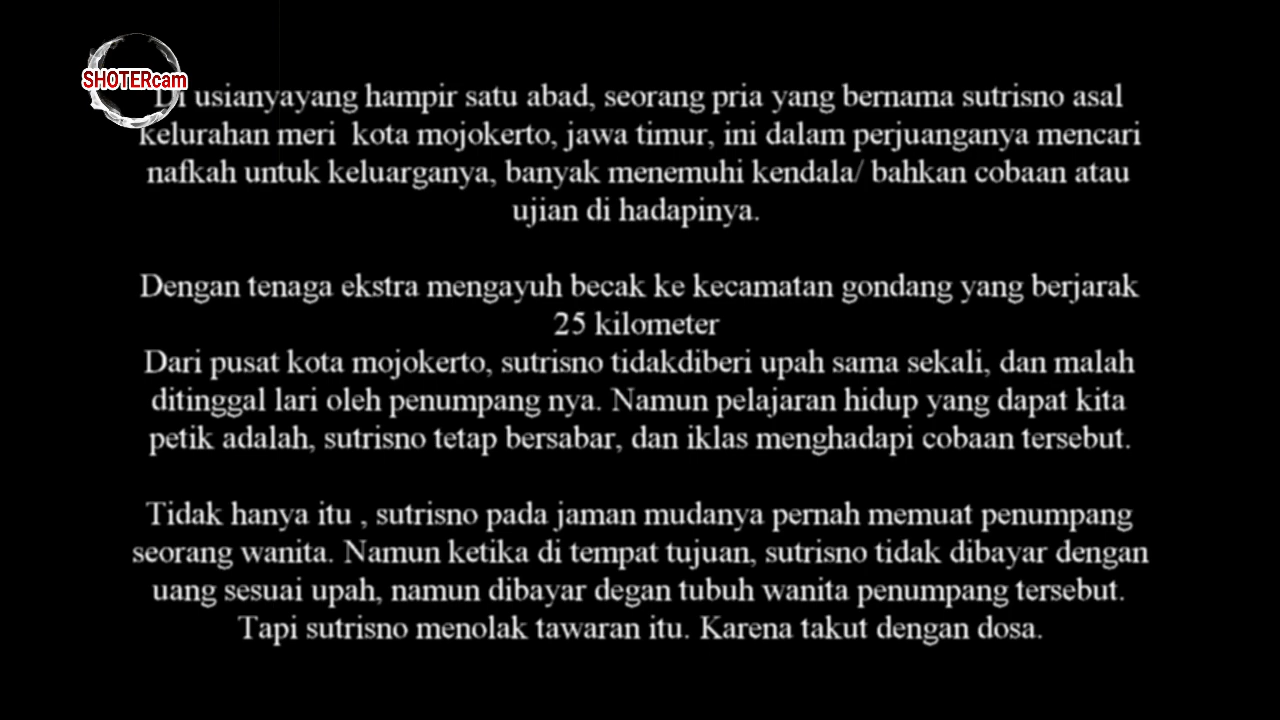 SHOTERcam
Di usianyayang hampir satu abad, seorang pria yang bernama sutrisno asal
kelurahan meri kota mojokerto, jawa timur, ini dalam perjuanganya mencari
nafkah untuk keluarganya, banyak menemuhi kendala/ bahkan cobaan atau
ujian di hadapinya.
Dengan tenaga ekstra mengayuh becak ke kecamatan gondang yang berjarak
25 kilometer
Dari pusat kota mojokerto, sutrisno tidakdiberi upah sama sekali, dan malah
ditinggal lari oleh penumpang nya. Namun pelajaran hidup yang dapat kita
petik adalah, sutrisno tetap bersabar, dan iklas menghadapi cobaan tersebut.
Tidak hanya itu , sutrisno pada jaman mudanya pernah memuat penumpang
seorang wanita. Namun ketika di tempat tujuan, sutrisno tidak dibayar dengan
uang sesuai upah, namun dibayar degan tubuh wanita penumpang tersebut.
Tapi sutrisno menolak tawaran itu. Karena takut dengan dosa.